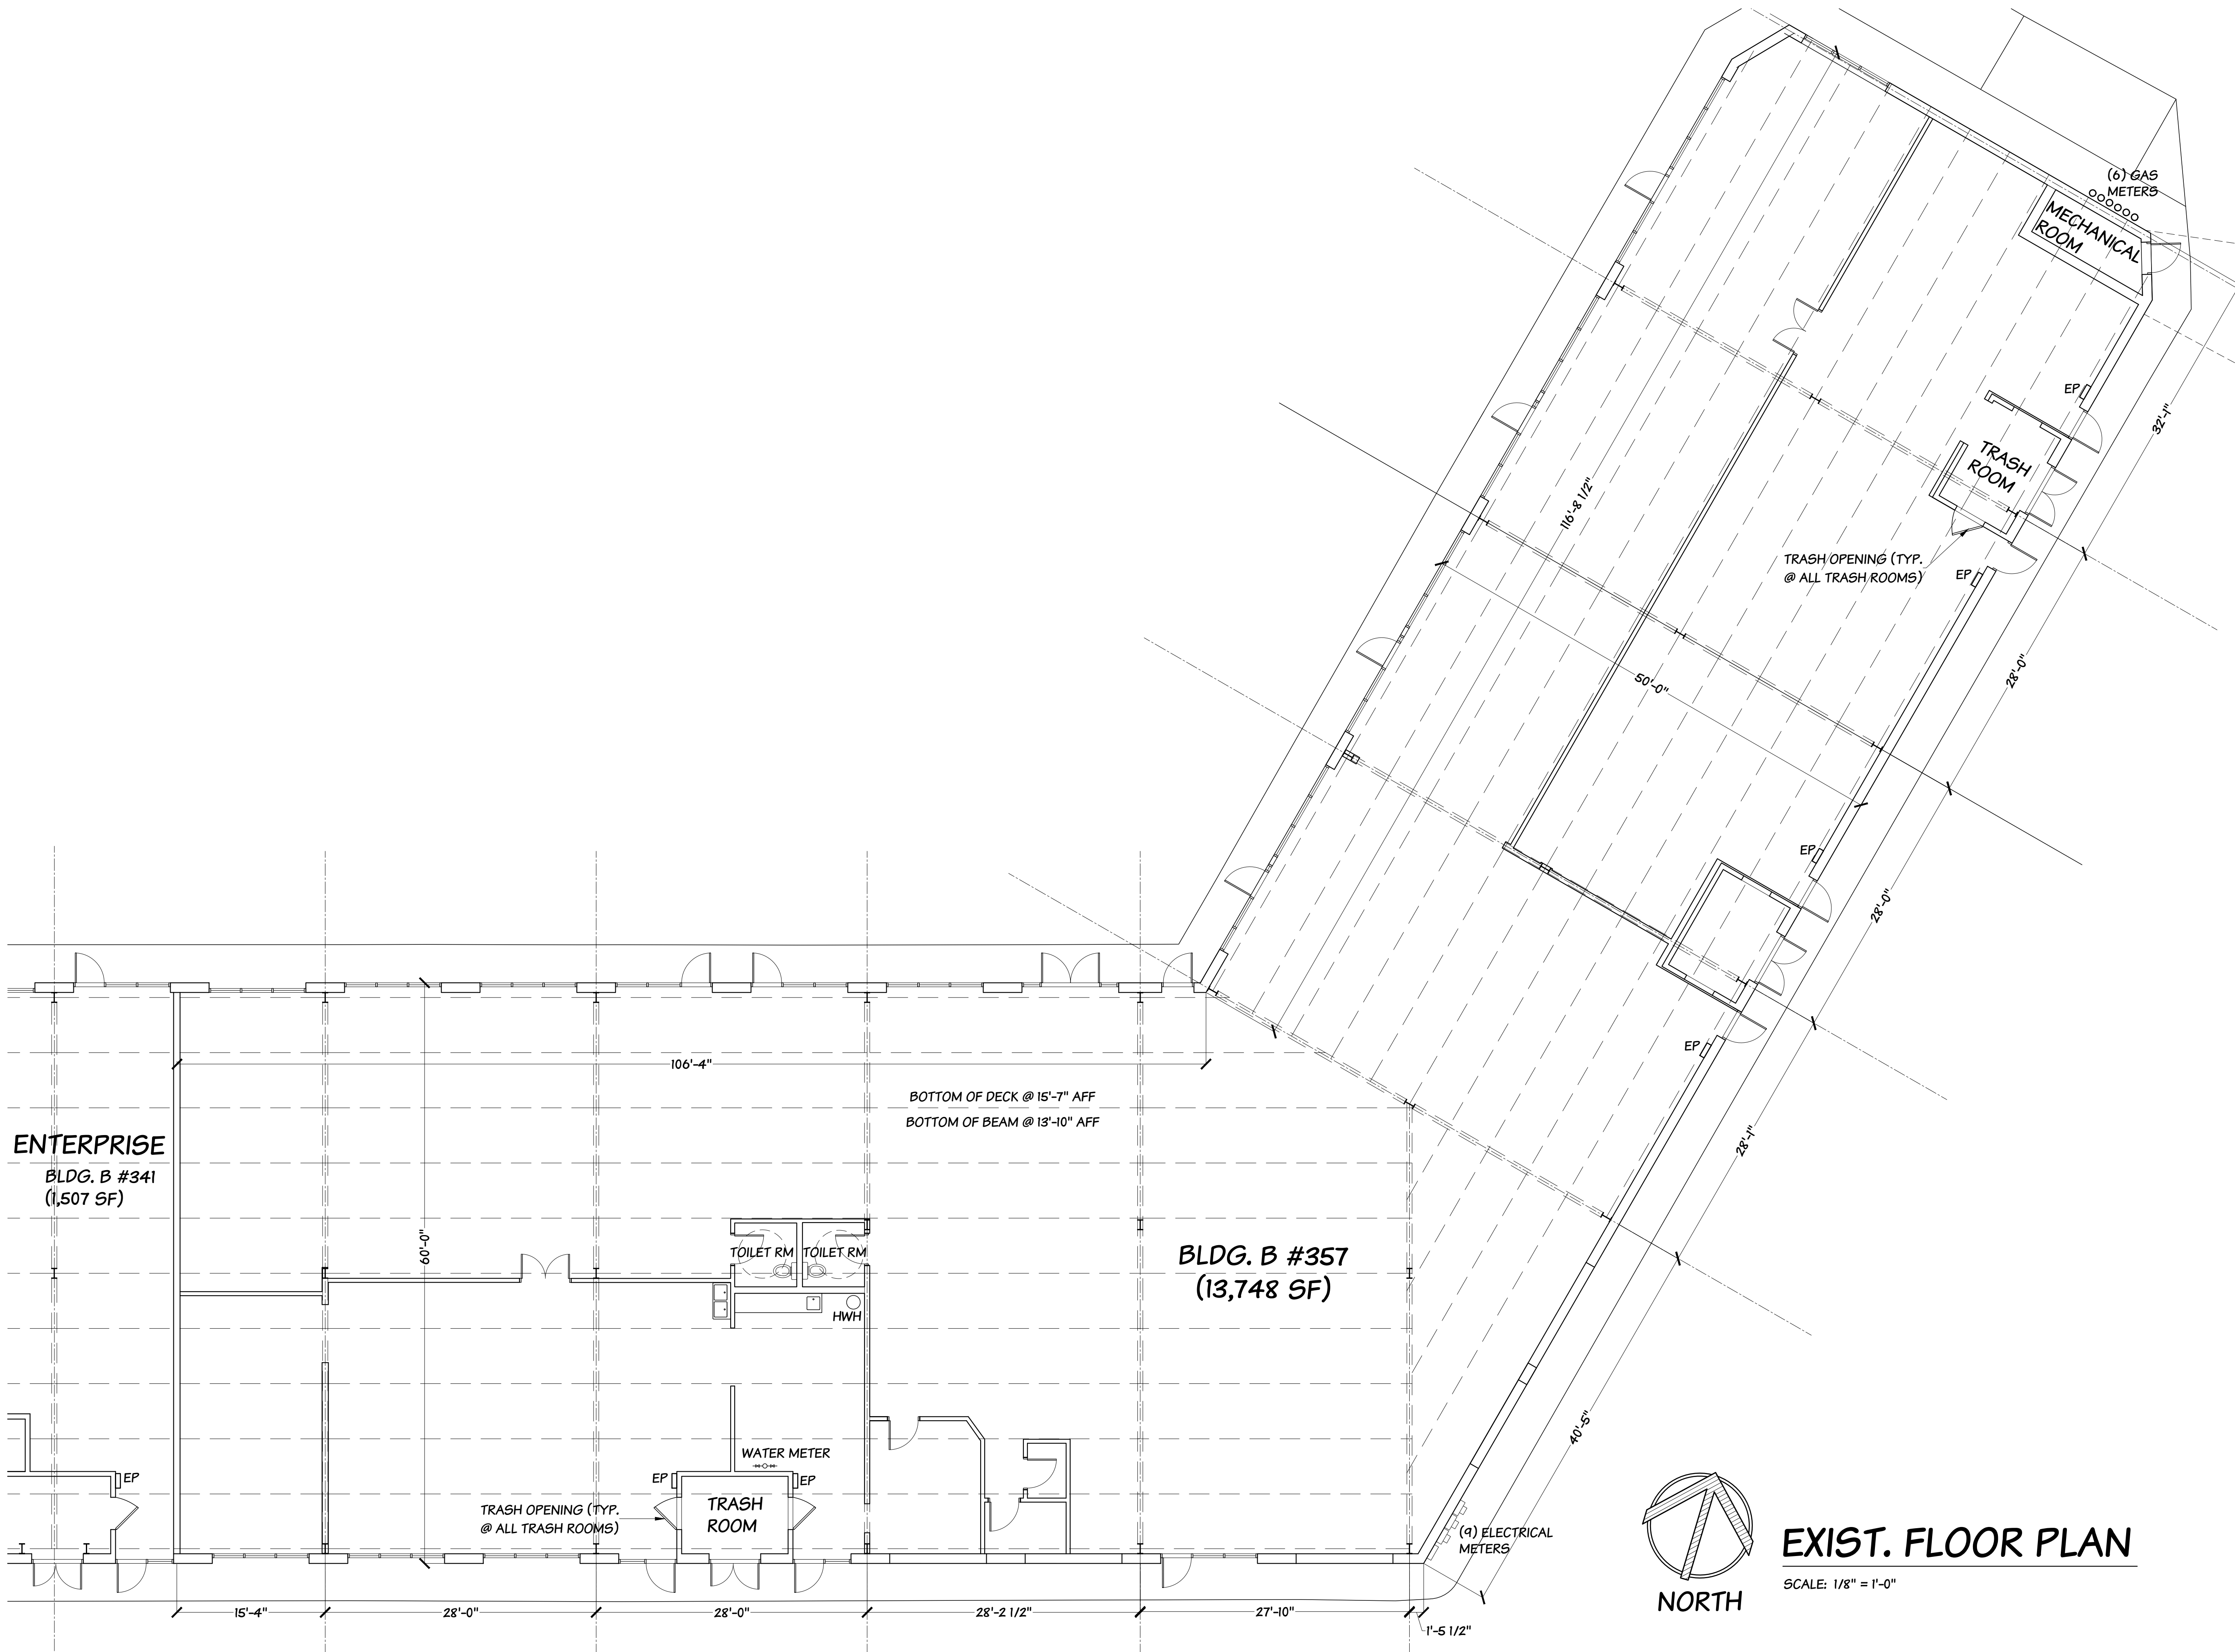 (6) GAS
METERS
MECHANICAL
ROOM
EP
32'-1"
TRASH
ROOM
116'-8 1/2"
TRASH OPENING (TYP.
@ ALL TRASH ROOMS)
EP
28'-0"
50'-0"
EP
28'-0"
EP
106'-4"
BOTTOM OF DECK @ 15'-7" AFF
BOTTOM OF BEAM @ 13'-10" AFF
28'-1"
ENTERPRISE
BLDG. B #341
(1,507 SF)
60'-0"
TOILET RM
TOILET RM
BLDG. B #357
(13,748 SF)
HWH
40'-5"
WATER METER
EP
EP
EP
TRASH OPENING (TYP.
@ ALL TRASH ROOMS)
TRASH
ROOM
(9) ELECTRICAL
METERS
EXIST. FLOOR PLAN
SCALE: 1/8" = 1'-0"
NORTH
15'-4"
28'-0"
28'-0"
28'-2 1/2"
27'-10"
1'-5 1/2"